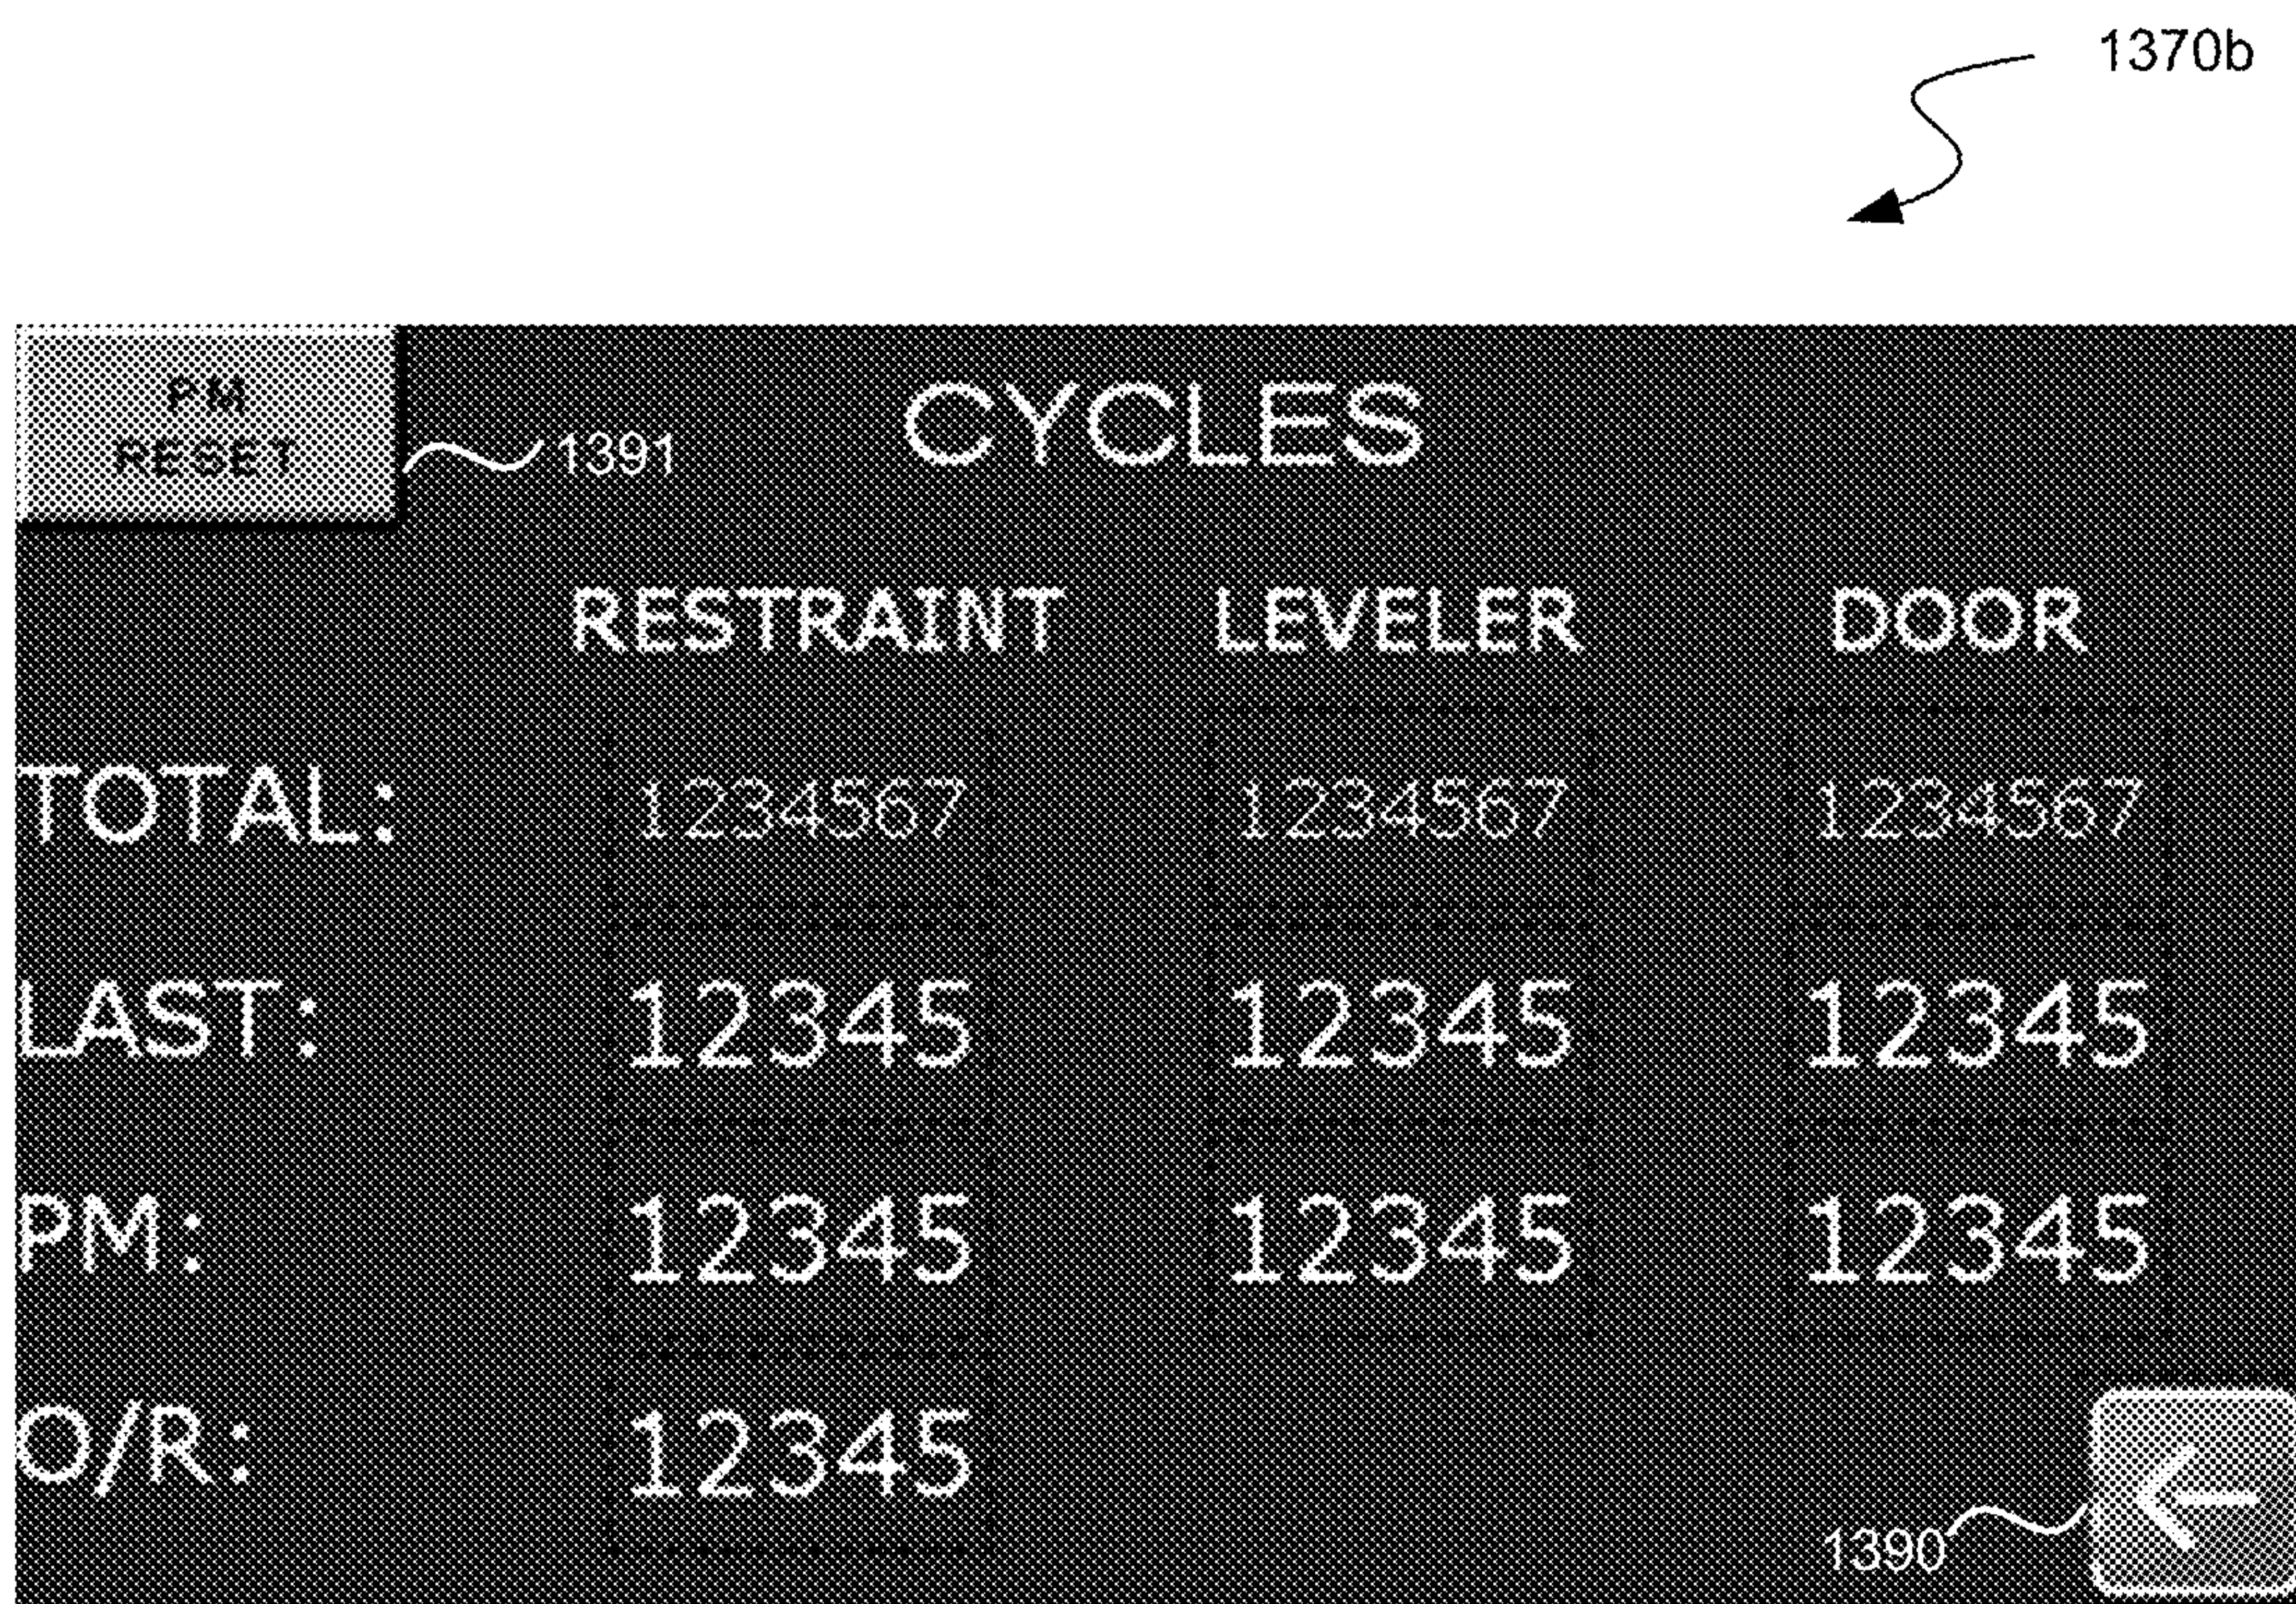 1370b
PM
RESET
1391
CYCLES
RESTRAINT LEVELER DOOR
TOTAL: 1234567 1234567 1234567
LAST: 12345 12345 12345
PM: 12345 12345 12345
O/R: 12345
1390